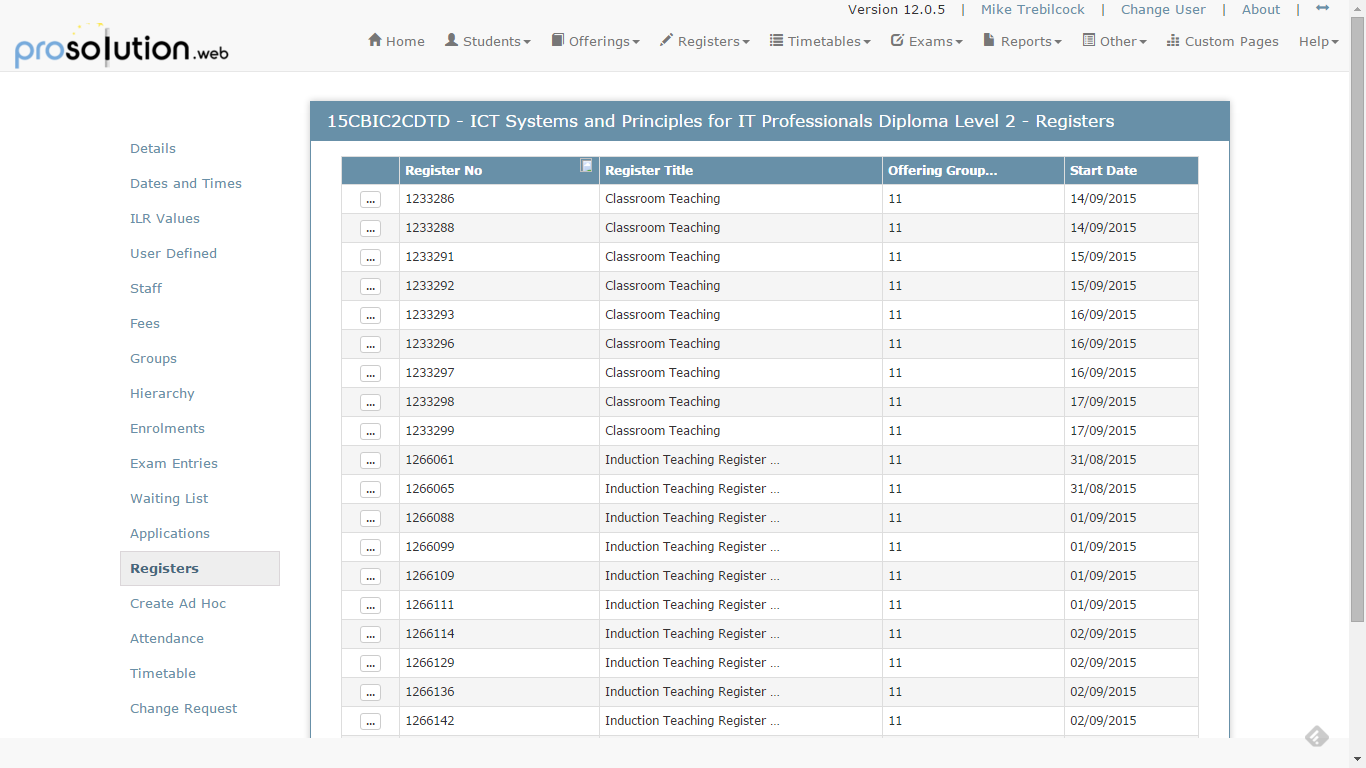 Version 12.0.5 | Mike Trebilcock | Change User | About |
prosolution.web
Home Students Offerings Registers Timetables Exams Reports Other Custom Pages Help
15CBIC2CDTD - ICT Systems and Principles for IT Professionals Diploma Level 2 - Registers
Details
Dates and Times
ILR Values
User Defined
Staff
Fees
Groups
Hierarchy
Enrolments
Exam Entries
Waiting List
Applications
Registers
Create Ad Hoc
Attendance
Timetable
Change Request
Register No Register Title Offering Group... Start Date
... 1233286 Classroom Teaching 11 14/09/2015
... 1233288 Classroom Teaching 11 14/09/2015
... 1233291 Classroom Teaching 11 15/09/2015
... 1233292 Classroom Teaching 11 15/09/2015
... 1233293 Classroom Teaching 11 16/09/2015
... 1233296 Classroom Teaching 11 16/09/2015
... 1233297 Classroom Teaching 11 16/09/2015
... 1233298 Classroom Teaching 11 17/09/2015
... 1233299 Classroom Teaching 11 17/09/2015
... 1266061 Induction Teaching Register ... 11 31/08/2015
... 1266065 Induction Teaching Register ... 11 31/08/2015
... 1266088 Induction Teaching Register ... 11 01/09/2015
... 1266099 Induction Teaching Register ... 11 01/09/2015
... 1266109 Induction Teaching Register ... 11 01/09/2015
... 1266111 Induction Teaching Register ... 11 01/09/2015
... 1266114 Induction Teaching Register ... 11 02/09/2015
... 1266129 Induction Teaching Register ... 11 02/09/2015
... 1266136 Induction Teaching Register ... 11 02/09/2015
... 1266142 Induction Teaching Register ... 11 02/09/2015